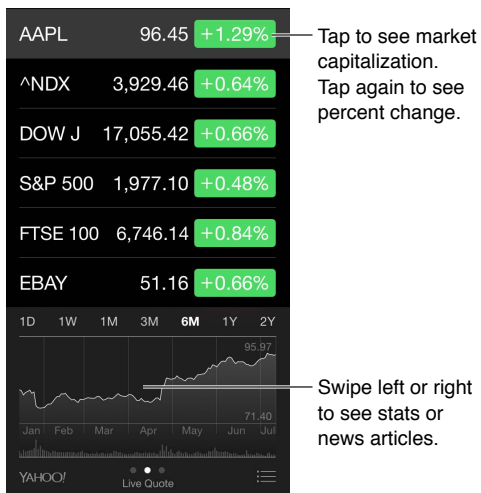 AAPL 96.45 +1.29%
Tap to see market
capitalization.
Tap again to see
percent change.
^NDX 3,929.46 +0.64%
DOW J 17,055.42 +0.66%
S&P 500 1,977.10 +0.48%
FTSE 100 6,746.14 +0.84%
EBAY 51.16 +0.66%
1D 1W 1M 3M 6M 1Y 2Y
95.97
Swipe left or right
to see stats or
news articles.
71.40
Jan Feb Mar Apr May Jun Jul
YAHOO!
Live Quote